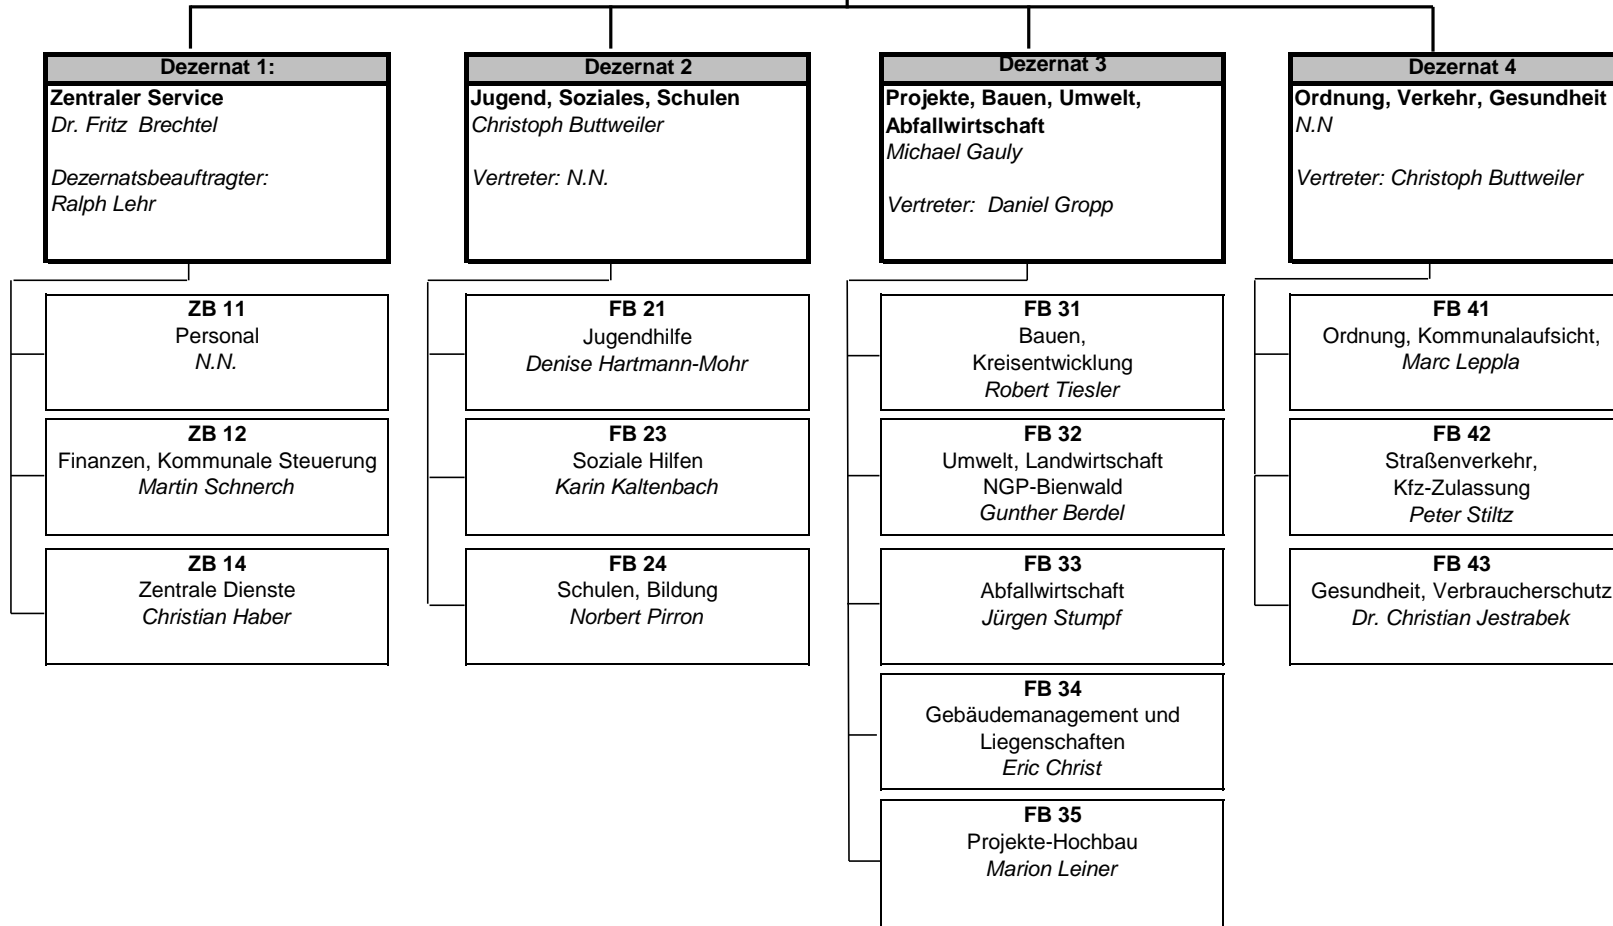 Dezernat 1:
Zentraler Service
Dr. Fritz Brechtel
Dezernatsbeauftragter:
Ralph Lehr
ZB 11
Personal
N.N.
ZB 12
Finanzen, Kommunale Steuerung
Martin Schnerch
ZB 14
Zentrale Dienste
Christian Haber
Dezernat 2
Jugend, Soziales, Schulen
Christoph Buttweiler
Vertreter: N.N.
FB 21
Jugendhilfe
Denise Hartmann-Mohr
FB 23
Soziale Hilfen
Karin Kaltenbach
FB 24
Schulen, Bildung
Norbert Pirron
Dezernat 3
Projekte, Bauen, Umwelt,
Abfallwirtschaft
Michael Gauly
Vertreter: Daniel Gropp
FB 31
Bauen,
Kreisentwicklung
Robert Tiesler
FB 32
Umwelt, Landwirtschaft
NGP-Bienwald
Gunther Berdel
FB 33
Abfallwirtschaft
Jürgen Stumpf
FB 34
Gebäudemanagement und
Liegenschaften
Eric Christ
FB 35
Projekte-Hochbau
Marion Leiner
Dezernat 4
Ordnung, Verkehr, Gesundheit
N.N
Vertreter: Christoph Buttweiler
FB 41
Ordnung, Kommunalaufsicht,
Marc Leppla
FB 42
Straßenverkehr,
Kfz-Zulassung
Peter Stiltz
FB 43
Gesundheit, Verbraucherschutz
Dr. Christian Jestrabek